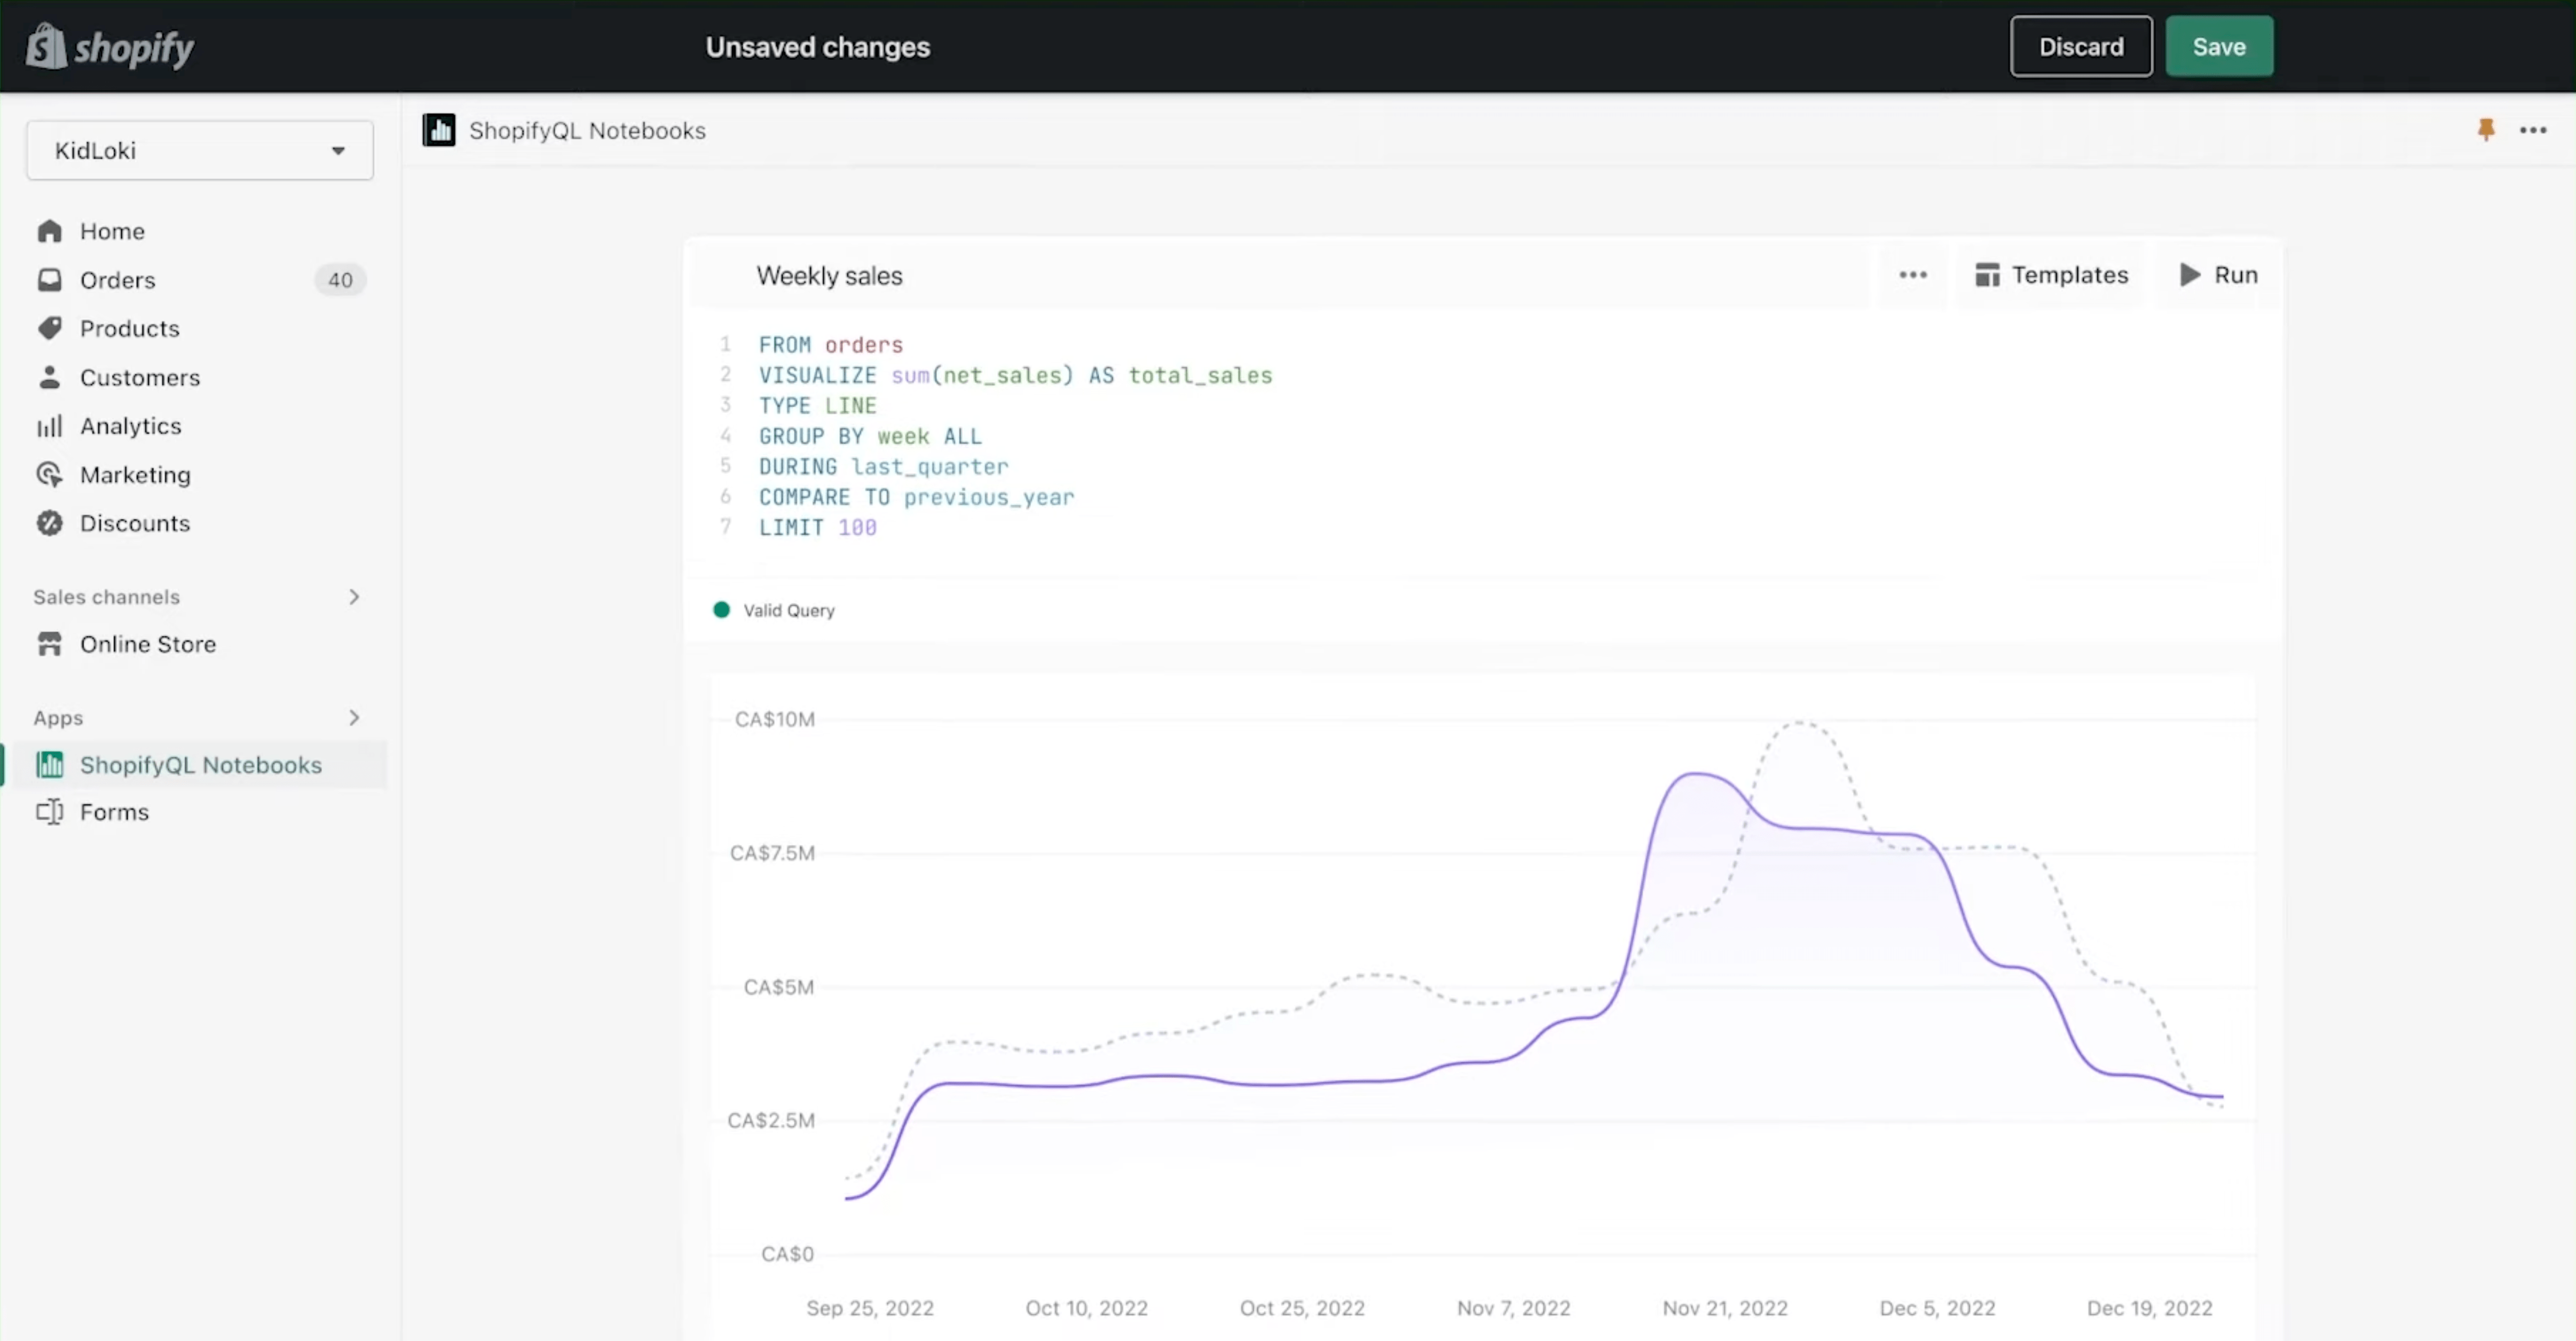 shopify
Unsaved changes
Discard
Save
KidLoki
ShopifyQL Notebooks
Home
Orders 40
Products
Customers
Analytics
Marketing
Discounts
Sales channels
Online Store
Apps
ShopifyQL Notebooks
Forms
Weekly sales
Templates
Run
1 FROM orders
2 VISUALIZE sum(net_sales) AS total_sales
3 TYPE LINE
4 GROUP BY week ALL
5 DURING last_quarter
6 COMPARE TO previous_year
7 LIMIT 100
Valid Query
CA$10M
CA$7.5M
CA$5M
CA$2.5M
CA$0
Sep 25, 2022 Oct 10, 2022 Oct 25, 2022 Nov 7, 2022 Nov 21, 2022 Dec 5, 2022 Dec 19, 2022